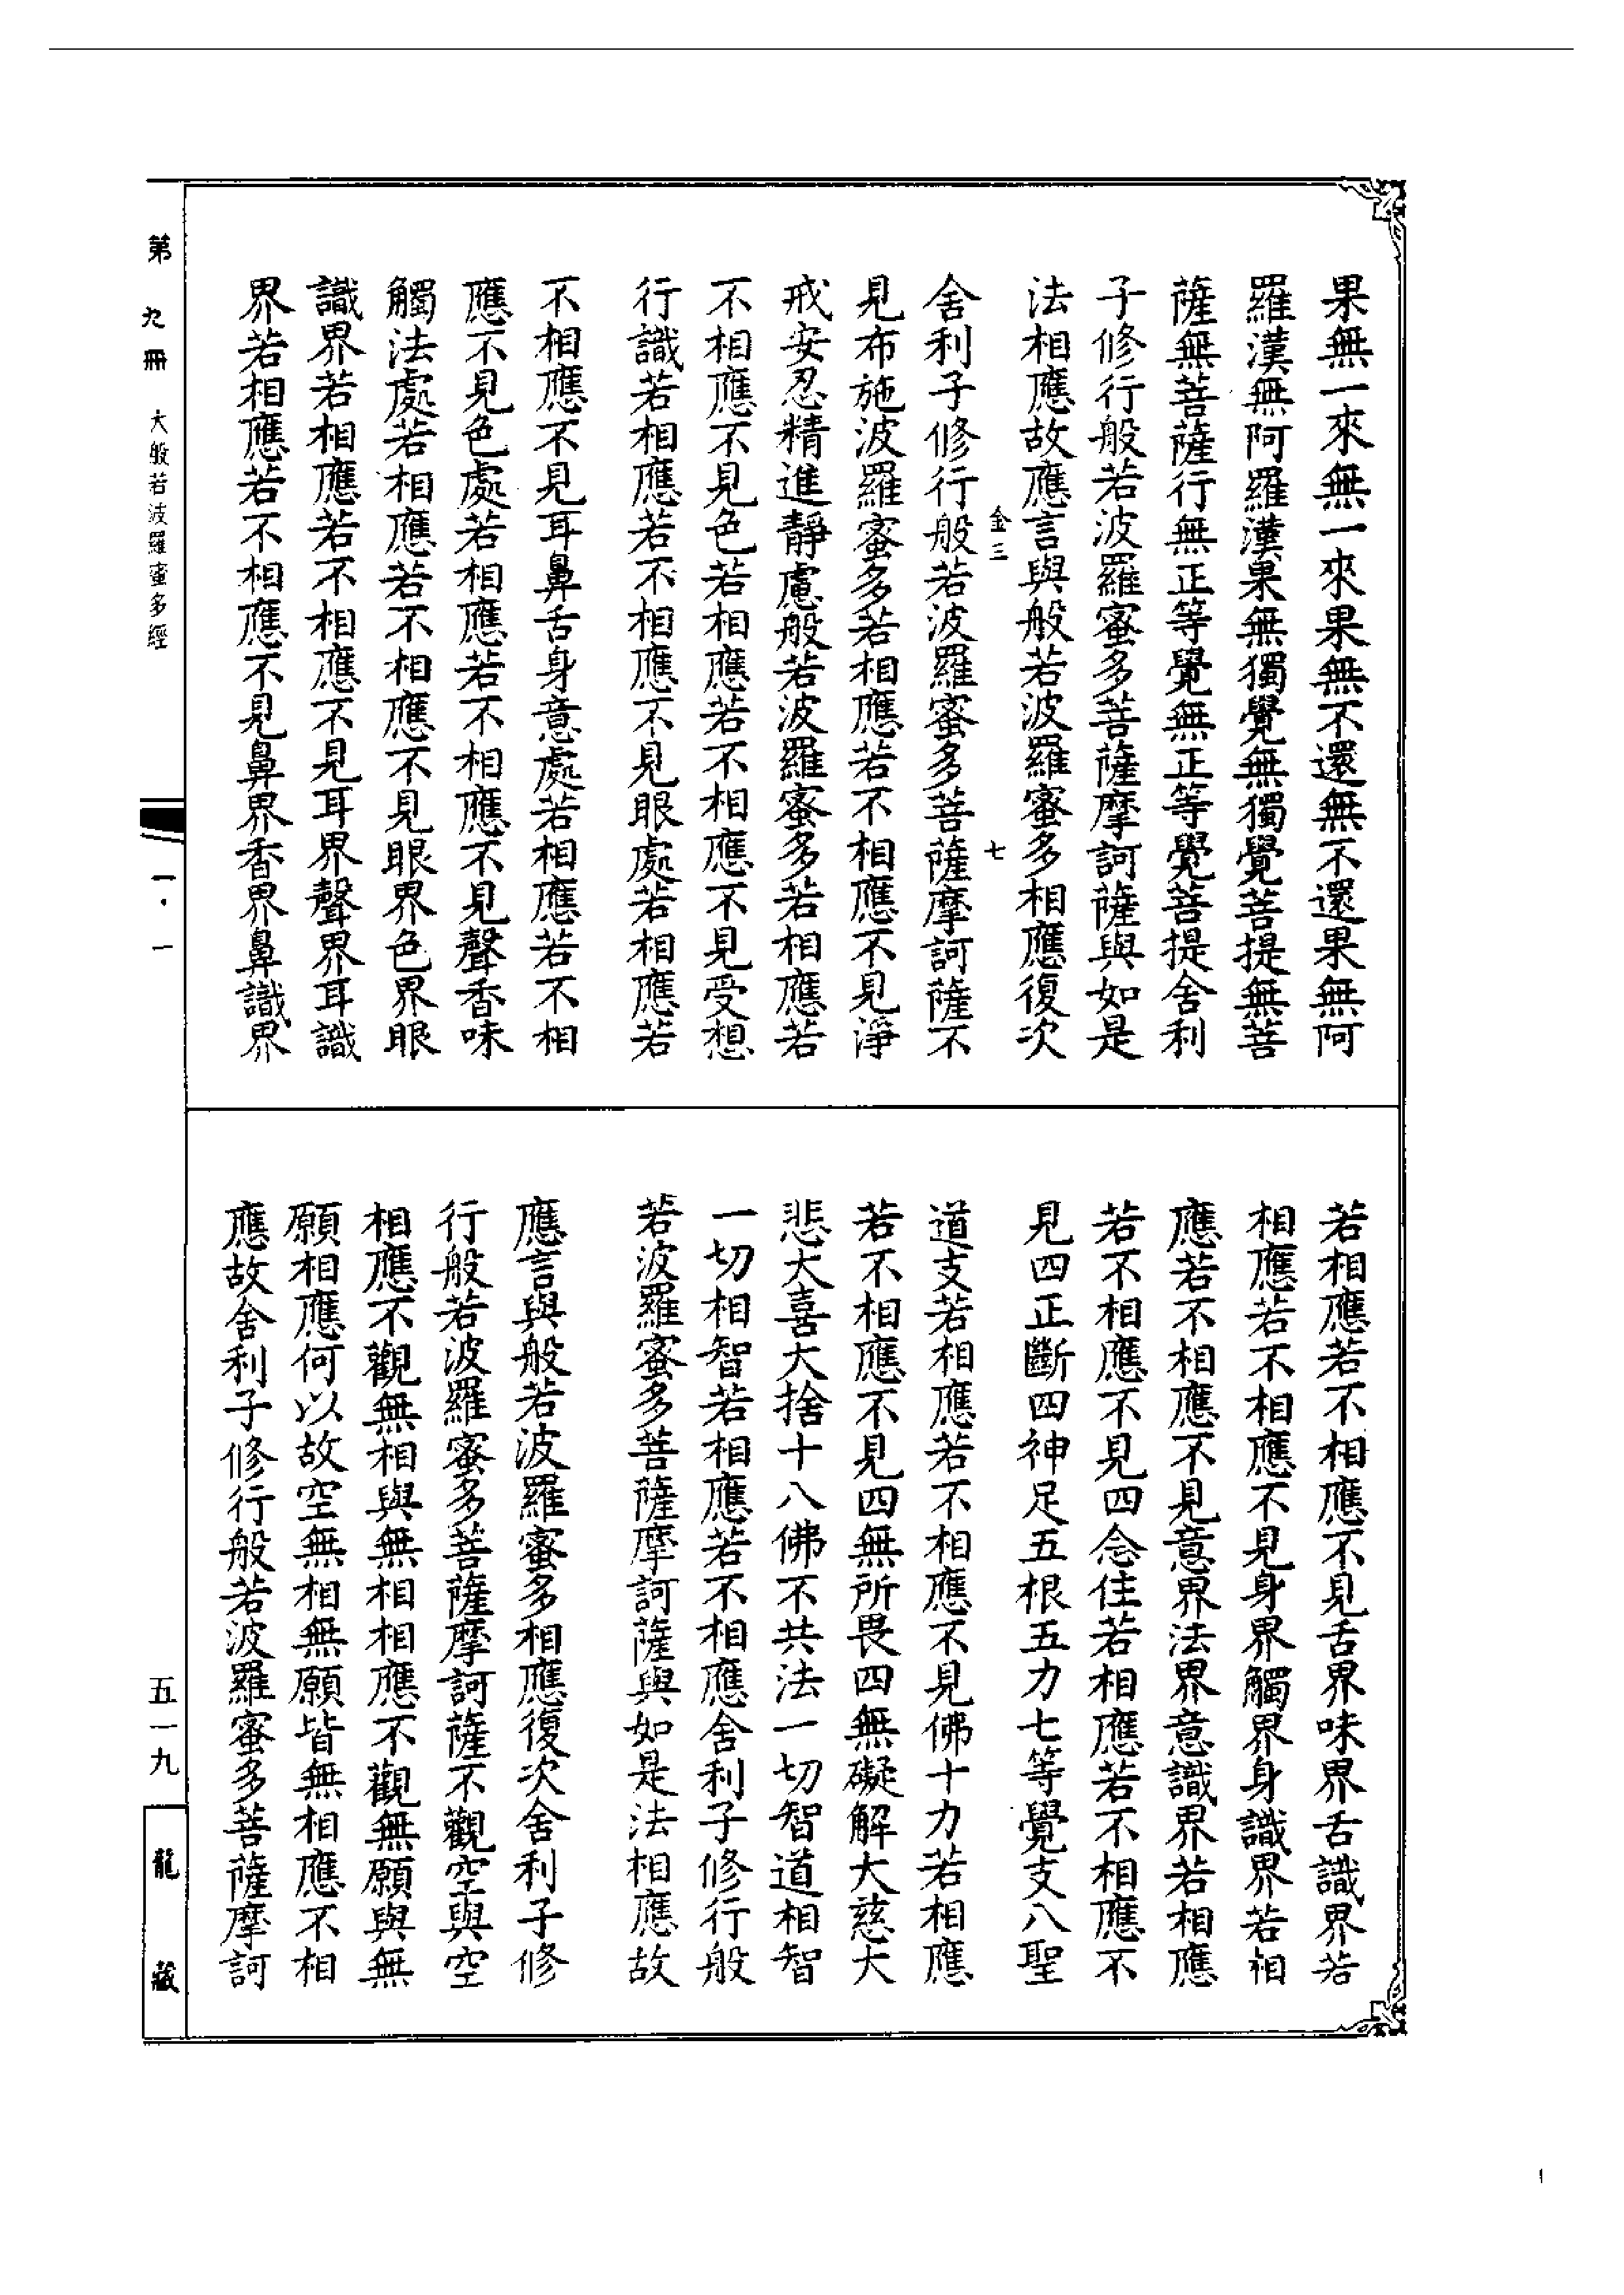 果無一來無一來果無不還無不還果無阿
羅漢無阿羅漢果無獨覺無獨覺菩提無菩
薩無菩薩行無正等覺無正等覺菩提舍利
子修行般若波羅蜜多菩薩摩訶薩與如是
法相應故應言與般若波羅蜜多相應復次
金三 七
舍利子修行般若波羅蜜多菩薩摩訶薩不
見布施波羅蜜多若相應若不相應不見淨
戒安忍精進靜慮般若波羅蜜多若相應若
不相應不見色若相應若不相應不見受想
行識若相應若不相應不見眼處若相應若
不相應不見耳鼻舌身意處若相應若不相
應不見色處若相應若不相應不見聲香味
觸法處若相應若不相應不見眼界色界眼
識界若相應若不相應不見耳界聲界耳識
界若相應若不相應不見鼻界香界鼻識界
若相應若不相應不見舌界味界舌識界若
相應若不相應不見身界觸界身識界若相
應若不相應不見意界法界意識界若相應
若不相應不見四念住若相應若不相應不
見四正斷四神足五根五力七等覺支八聖
道支若相應若不相應不見佛十力若相應
若不相應不見四無所畏四無礙解大慈大
悲大喜大捨十八佛不共法一切智道相智
一切相智若相應若不相應舍利子修行般
若波羅蜜多菩薩摩訶薩與如是法相應故
應言與般若波羅蜜多相應復次舍利子修
行般若波羅蜜多菩薩摩訶薩不觀空與空
相應不觀無相與無相相應不觀無願與無
願相應何以故空無相無願皆無相應不相
應故舍利子修行般若波羅蜜多菩薩摩訶
第九冊 大般若波羅蜜多經 一·一 五一九 龍藏